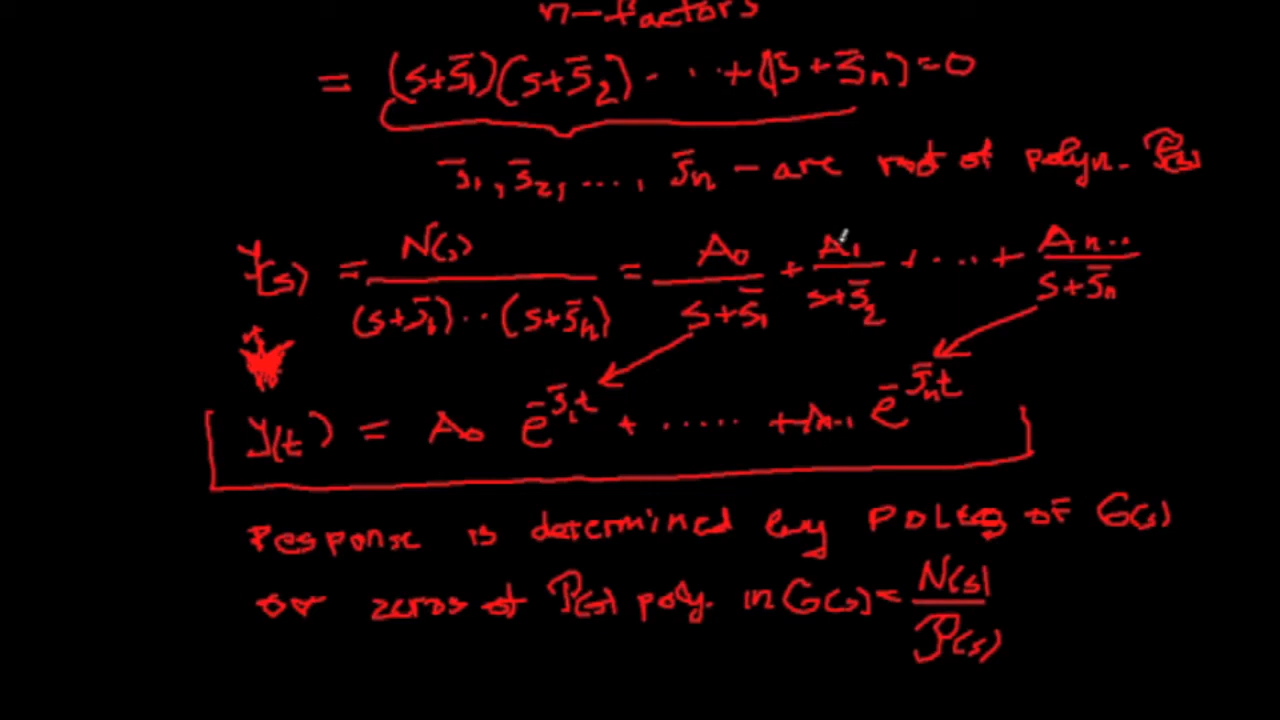 n-factors
= (s+s̄₁)(s+s̄₂)- ··+(s+s̄ₙ)=0
s̄₁, s̄₂, ..., s̄ₙ - are root of polyn. P(s)
Y(s) = N(s)/((s+s̄₁)··(s+s̄ₙ)) = A₀/(s+s̄₁) + A₁/(s+s̄₂) + ... + Aₙ../(s+s̄ₙ)
y(t) = A₀ e^(-s̄₁t) + ..... + Aₙ₋₁ e^(-s̄ₙt)
Response is determined by POLES of G(s)
or zeros of P(s) poly. in G(s) = N(s)/P(s)